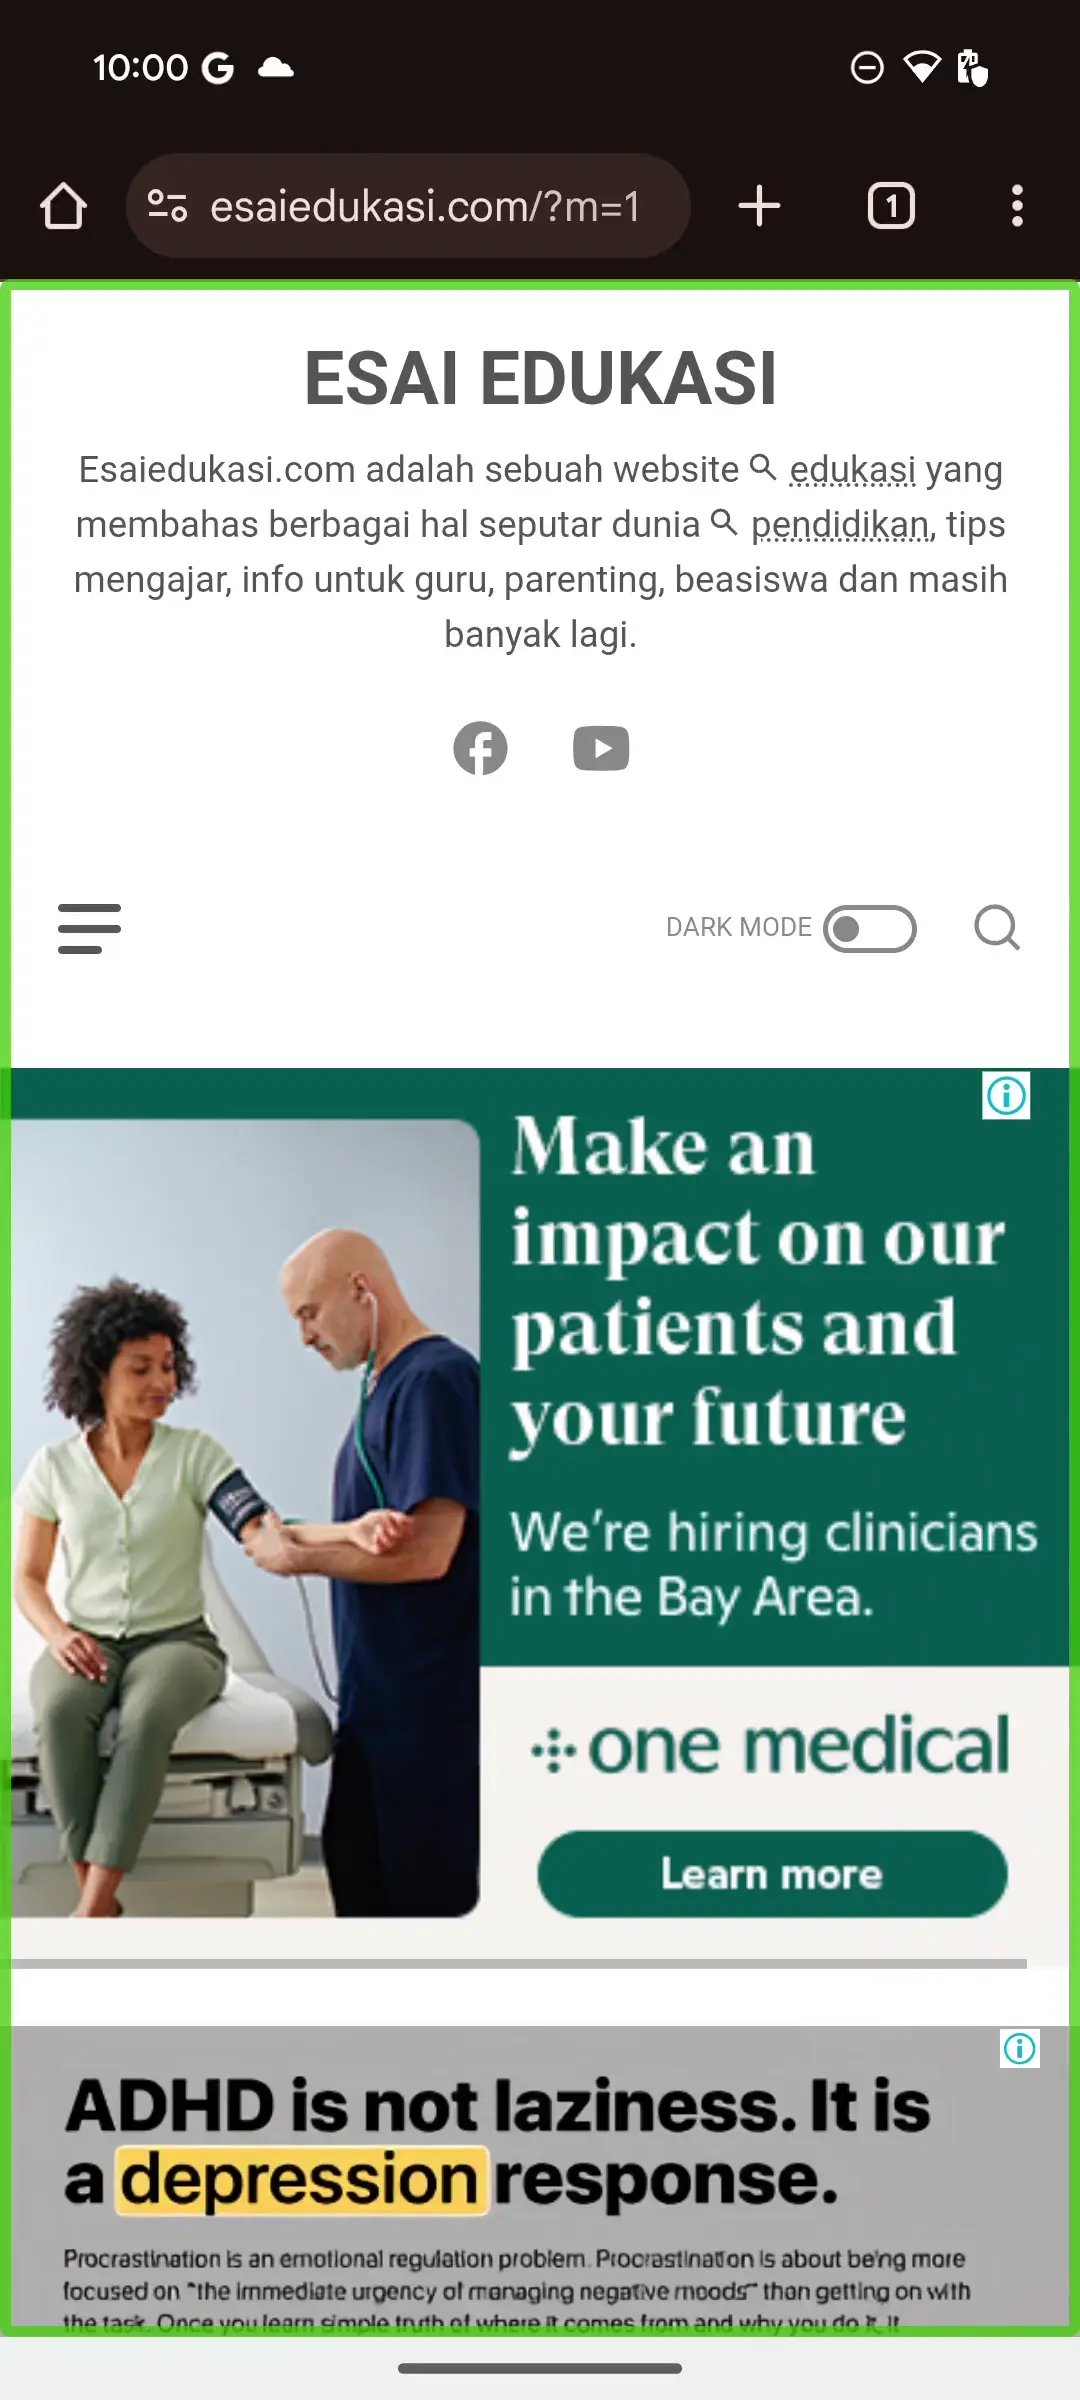 10:00
esaiedukasi.com/?m=1
1
ESAI EDUKASI
Esaiedukasi.com adalah sebuah website edukasi yang
membahas berbagai hal seputar dunia pendidikan, tips
mengajar, info untuk guru, parenting, beasiswa dan masih
banyak lagi.
DARK MODE
Make an
impact on our
patients and
your future
We're hiring clinicians
in the Bay Area.
one medical
Learn more
ADHD is not laziness. It is
a depression response.
Procrastination is an emotional regulation problem. Procrastination is about being more
focused on "the immediate urgency of managing negative moods" than getting on with
the task. Once you learn simple truth of where it comes from and why you do it, it